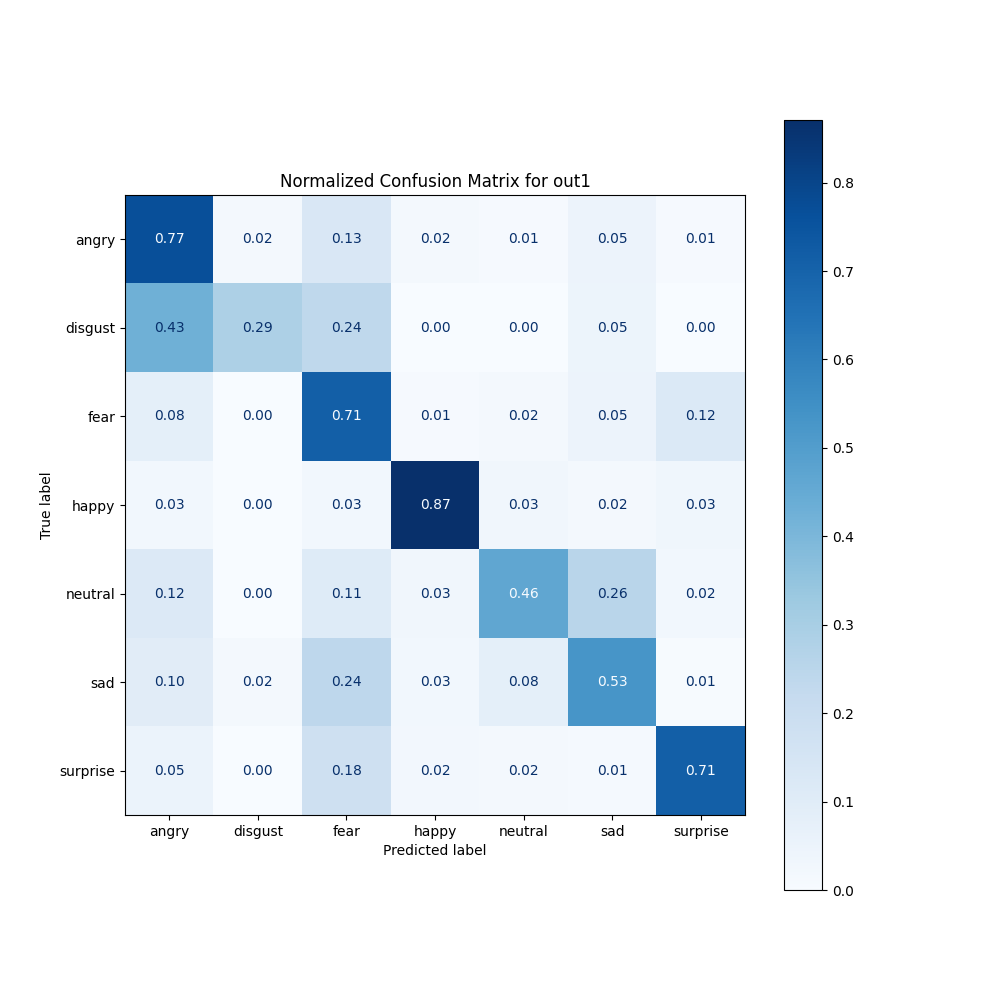 Normalized Confusion Matrix for out1
angry 0.77 0.02 0.13 0.02 0.01 0.05 0.01
disgust 0.43 0.29 0.24 0.00 0.00 0.05 0.00
fear 0.08 0.00 0.71 0.01 0.02 0.05 0.12
happy 0.03 0.00 0.03 0.87 0.03 0.02 0.03
neutral 0.12 0.00 0.11 0.03 0.46 0.26 0.02
sad 0.10 0.02 0.24 0.03 0.08 0.53 0.01
surprise 0.05 0.00 0.18 0.02 0.02 0.01 0.71
angry disgust fear happy neutral sad surprise
Predicted label
True label
0.8
0.7
0.6
0.5
0.4
0.3
0.2
0.1
0.0